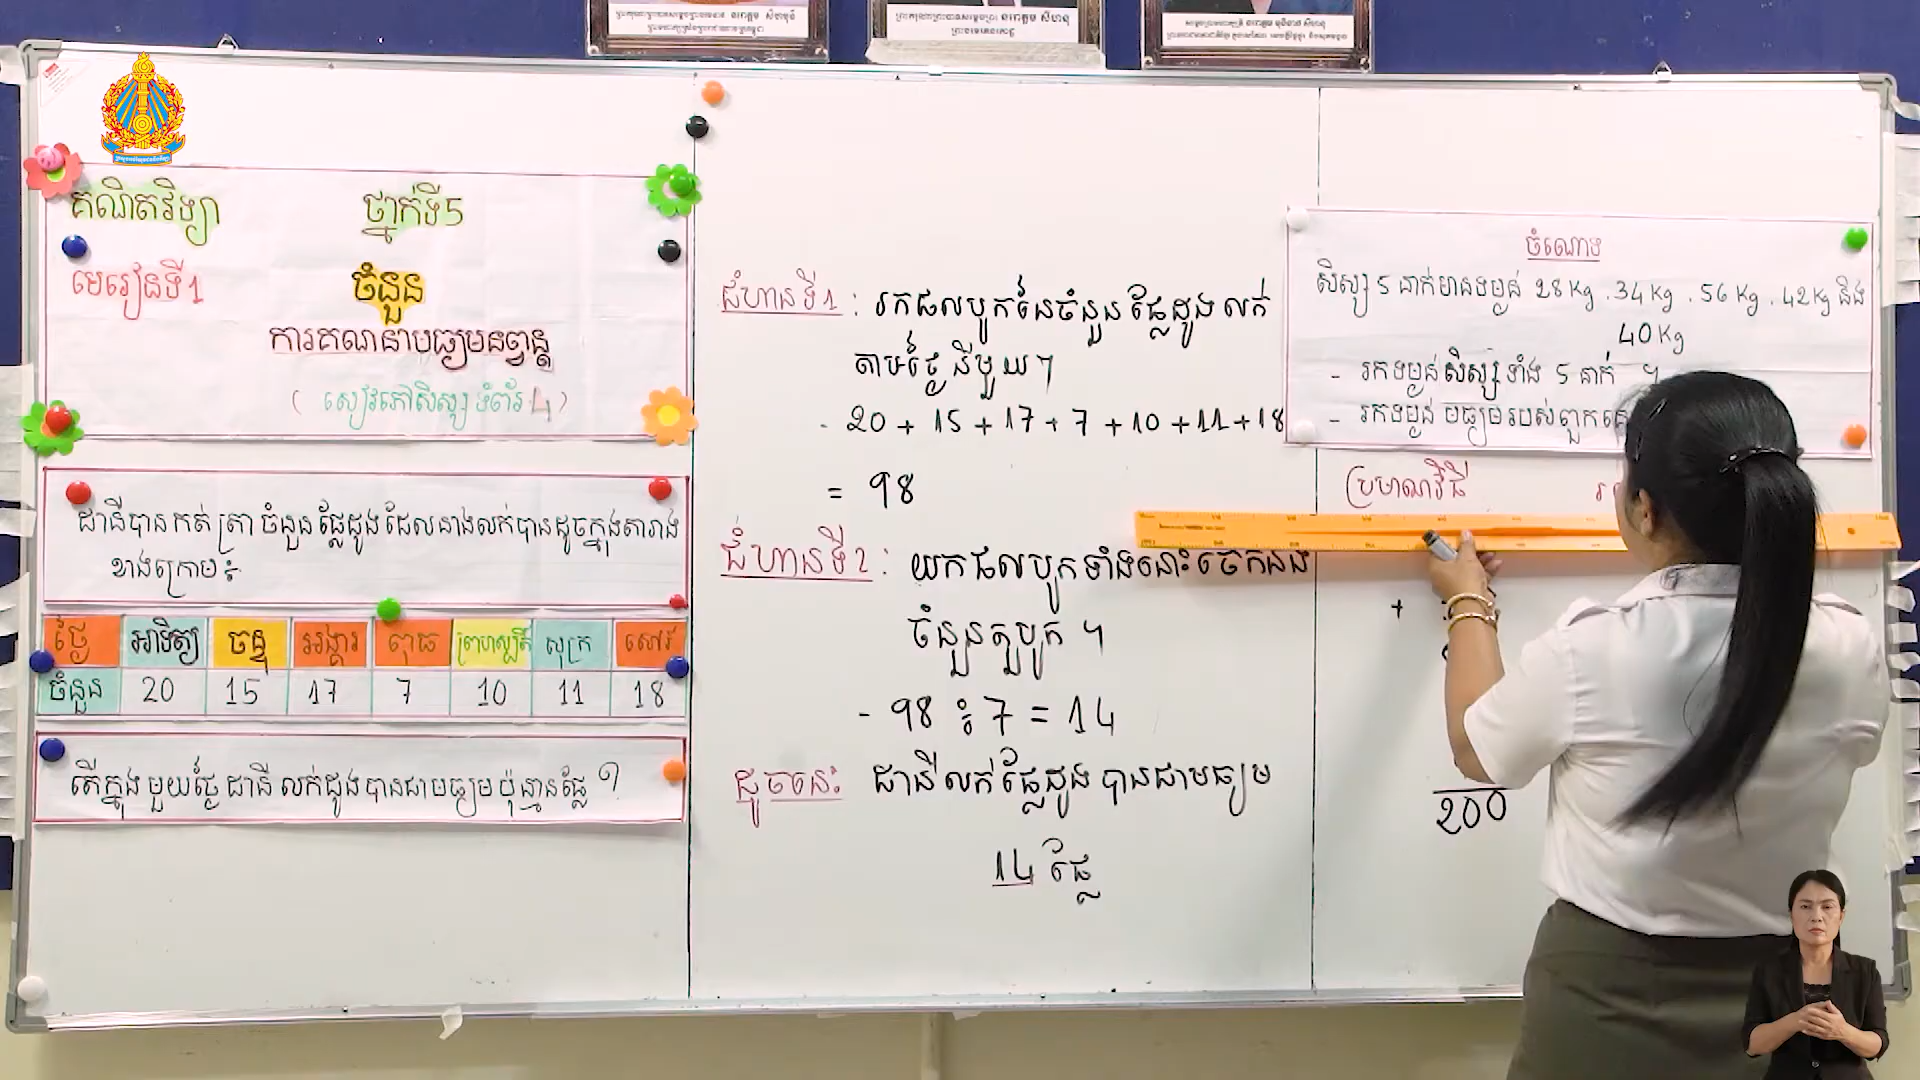 គណិតវិទ្យា ថ្នាក់ទី5
មេរៀនទី1 ចំនួន
ការគណនាមធ្យមនព្វន្ត
( សៀវភៅសិស្ស ទំព័រ 4 )
ដានីបានកត់ត្រាចំនួនផ្លែដូងដែលនាងលក់បានដូចក្នុងតារាង
ខាងក្រោម៖
ថ្ងៃ អាទិត្យ ចន្ទ អង្គារ ពុធ ព្រហស្បតិ៍ សុក្រ សៅរ៍
ចំនួន 20 15 17 7 10 11 18
តើក្នុងមួយថ្ងៃ ដានី លក់ដូងបានជាមធ្យមប៉ុន្មានផ្លែ ?
ជំហានទី1 : រកផលបូកនៃចំនួនផ្លែដូងលក់
តាមថ្ងៃនីមួយៗ
- 20 + 15 + 17 + 7 + 10 + 11 + 18
= 98
ជំហានទី2 : យកផលបូកទាំងនោះចែកនឹង
ចំនួនតួបូក ។
- 98 ÷ 7 = 14
ដូចនេះ ដានីលក់ផ្លែដូងបានជាមធ្យម
14 ផ្លែ
ចំណោទ
សិស្ស 5 នាក់មានទម្ងន់ 28 Kg . 34 Kg . 56 Kg . 42 Kg និង
40 Kg
- រកទម្ងន់សិស្សទាំង 5 នាក់ ។
- រកទម្ងន់មធ្យមរបស់ពួកគេ
ប្រមាណវិធី
+
200